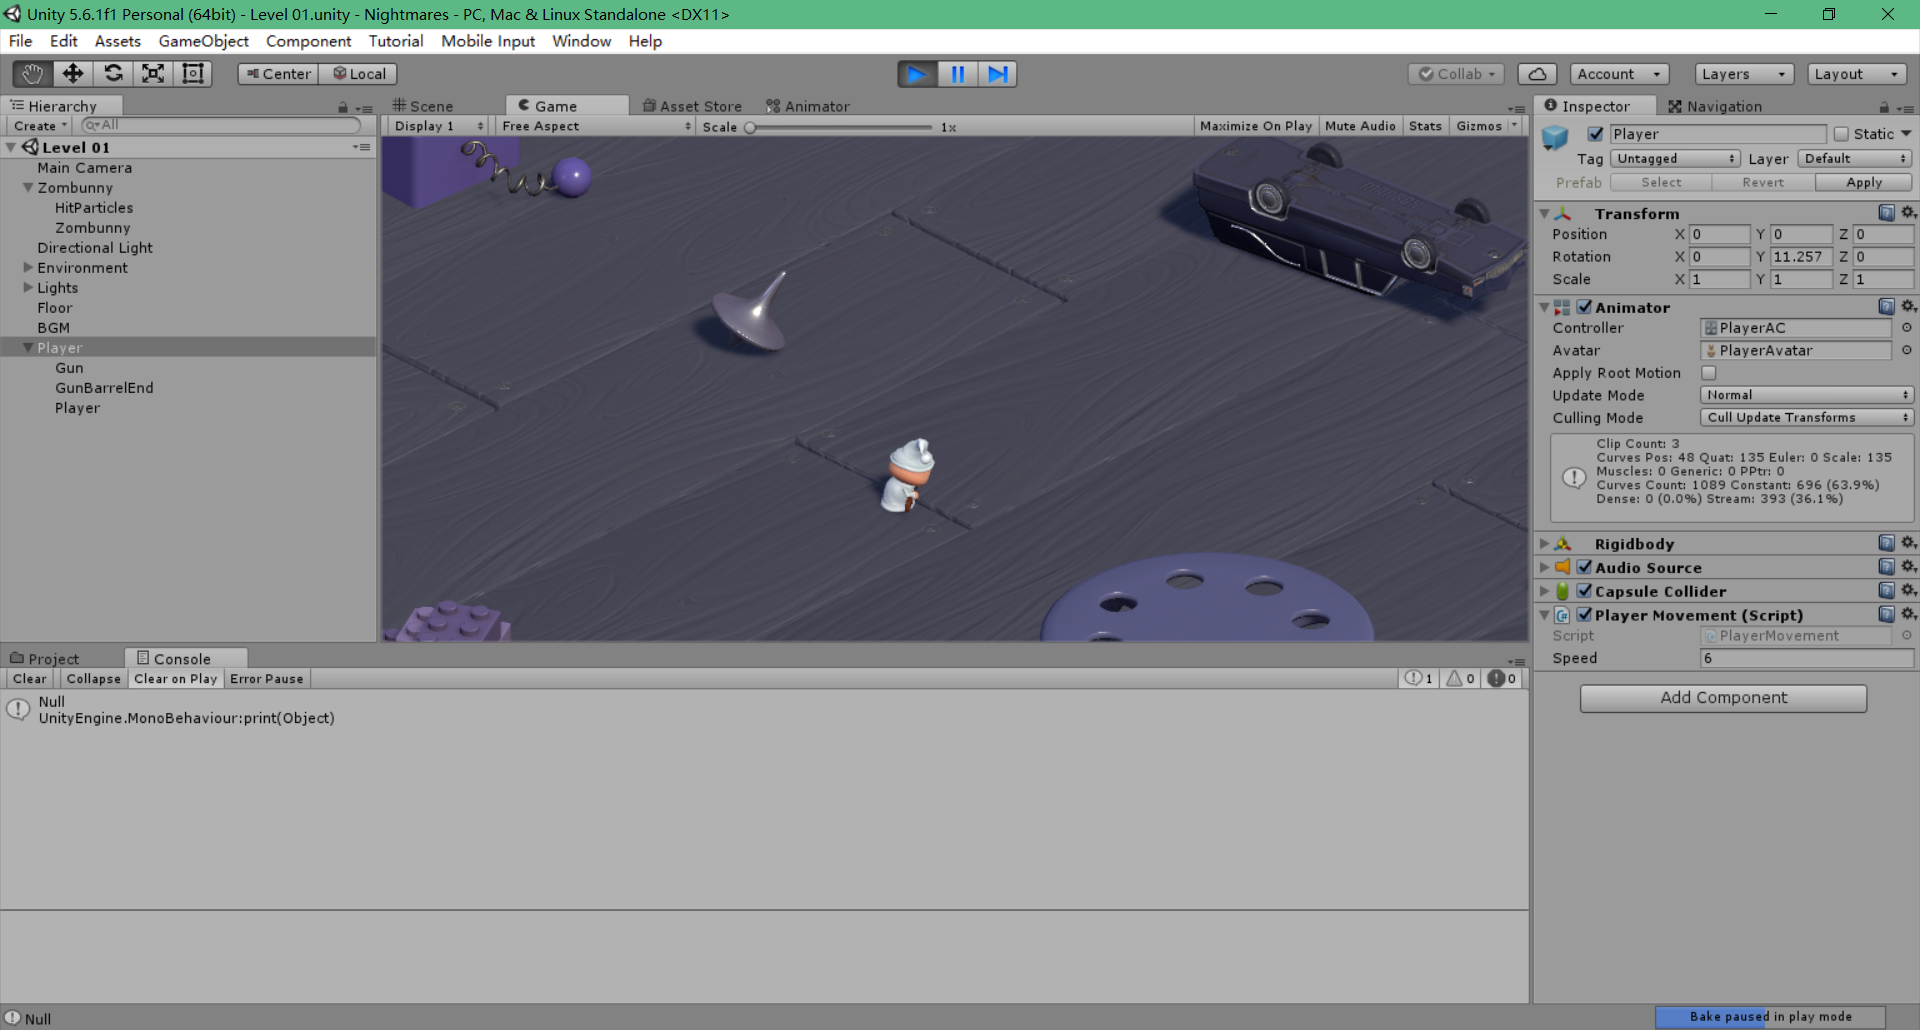 Unity 5.6.1f1 Personal (64bit) - Level 01.unity - Nightmares - PC, Mac & Linux Standalone <DX11>
File Edit Assets GameObject Component Tutorial Mobile Input Window Help
Center Local Collab Account Layers Layout
Hierarchy
Create All
Level 01
Main Camera
Zombunny
HitParticles
Zombunny
Directional Light
Environment
Lights
Floor
BGM
Player
Gun
GunBarrelEnd
Player
Scene Game Asset Store Animator
Display 1 Free Aspect Scale 1x Maximize On Play Mute Audio Stats Gizmos
Inspector Navigation
Player Static
Tag Untagged Layer Default
Prefab Select Revert Apply
Transform
Position X 0 Y 0 Z 0
Rotation X 0 Y 11.257 Z 0
Scale X 1 Y 1 Z 1
Animator
Controller PlayerAC
Avatar PlayerAvatar
Apply Root Motion
Update Mode Normal
Culling Mode Cull Update Transforms
Clip Count: 3
Curves Pos: 48 Quat: 135 Euler: 0 Scale: 135
Muscles: 0 Generic: 0 PPtr: 0
Curves Count: 1089 Constant: 696 (63.9%)
Dense: 0 (0.0%) Stream: 393 (36.1%)
Rigidbody
Audio Source
Capsule Collider
Player Movement (Script)
Script PlayerMovement
Speed 6
Add Component
Project Console
Clear Collapse Clear on Play Error Pause 1 0 0
Null
UnityEngine.MonoBehaviour:print(Object)
Null
Bake paused in play mode